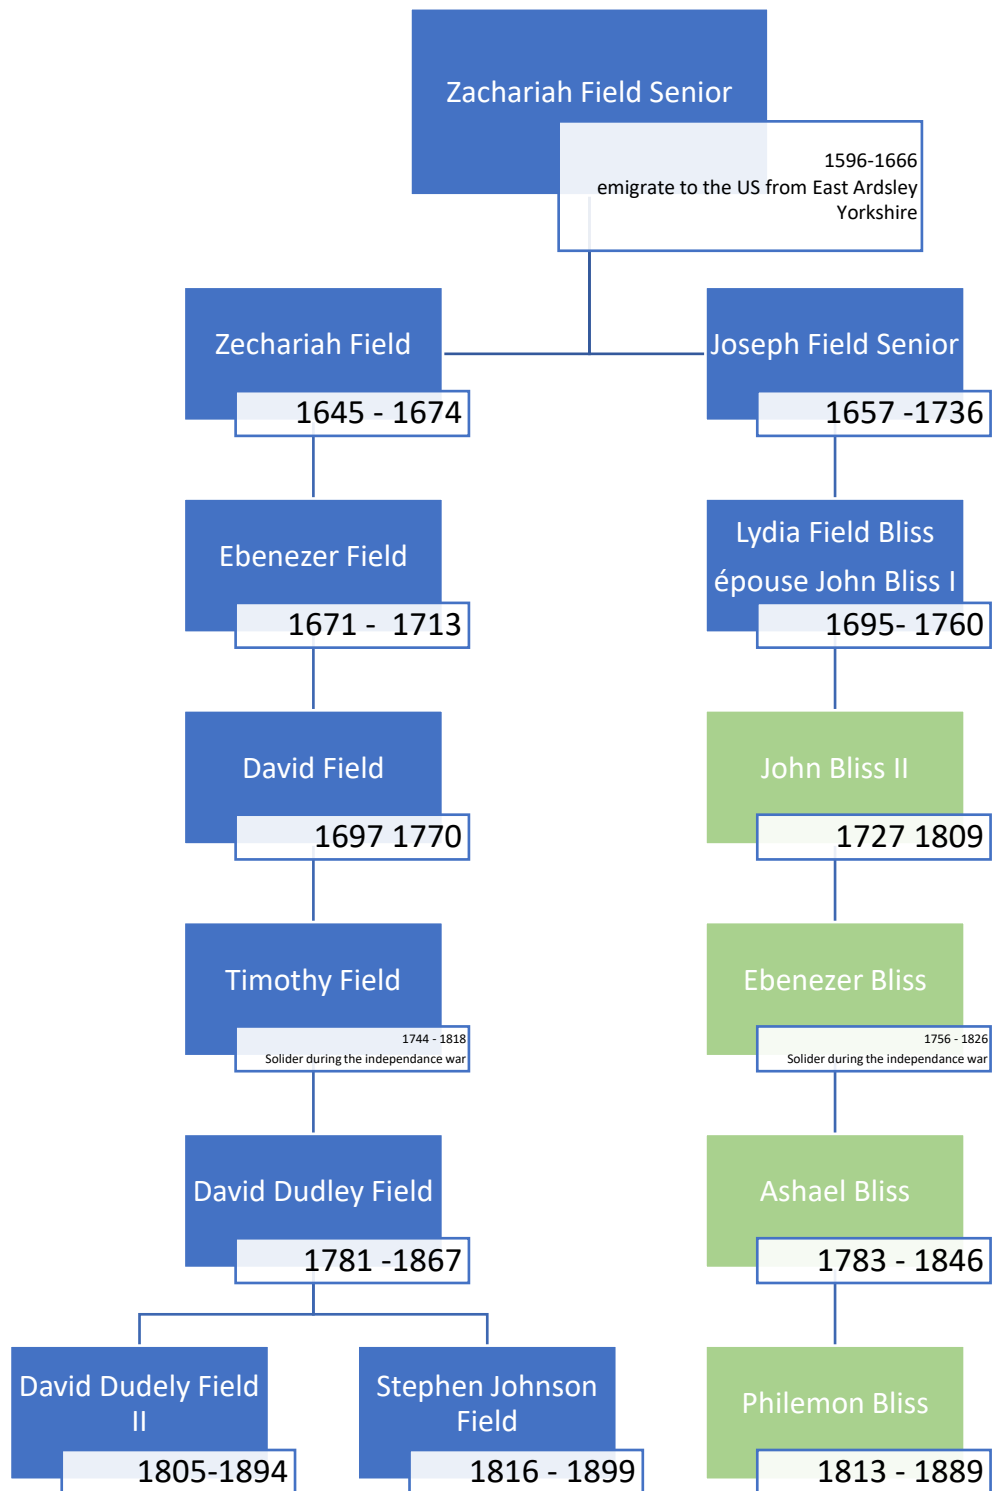 Zachariah Field Senior
1596-1666
emigrate to the US from East Ardsley
Yorkshire
Zechariah Field
1645 - 1674
Joseph Field Senior
1657 -1736
Ebenezer Field
1671 - 1713
Lydia Field Bliss
épouse John Bliss I
1695- 1760
David Field
1697 1770
John Bliss II
1727 1809
Timothy Field
1744 - 1818
Solider during the independance war
Ebenezer Bliss
1756 - 1826
Solider during the independance war
David Dudley Field
1781 -1867
Ashael Bliss
1783 - 1846
David Dudely Field
II
1805-1894
Stephen Johnson
Field
1816 - 1899
Philemon Bliss
1813 - 1889